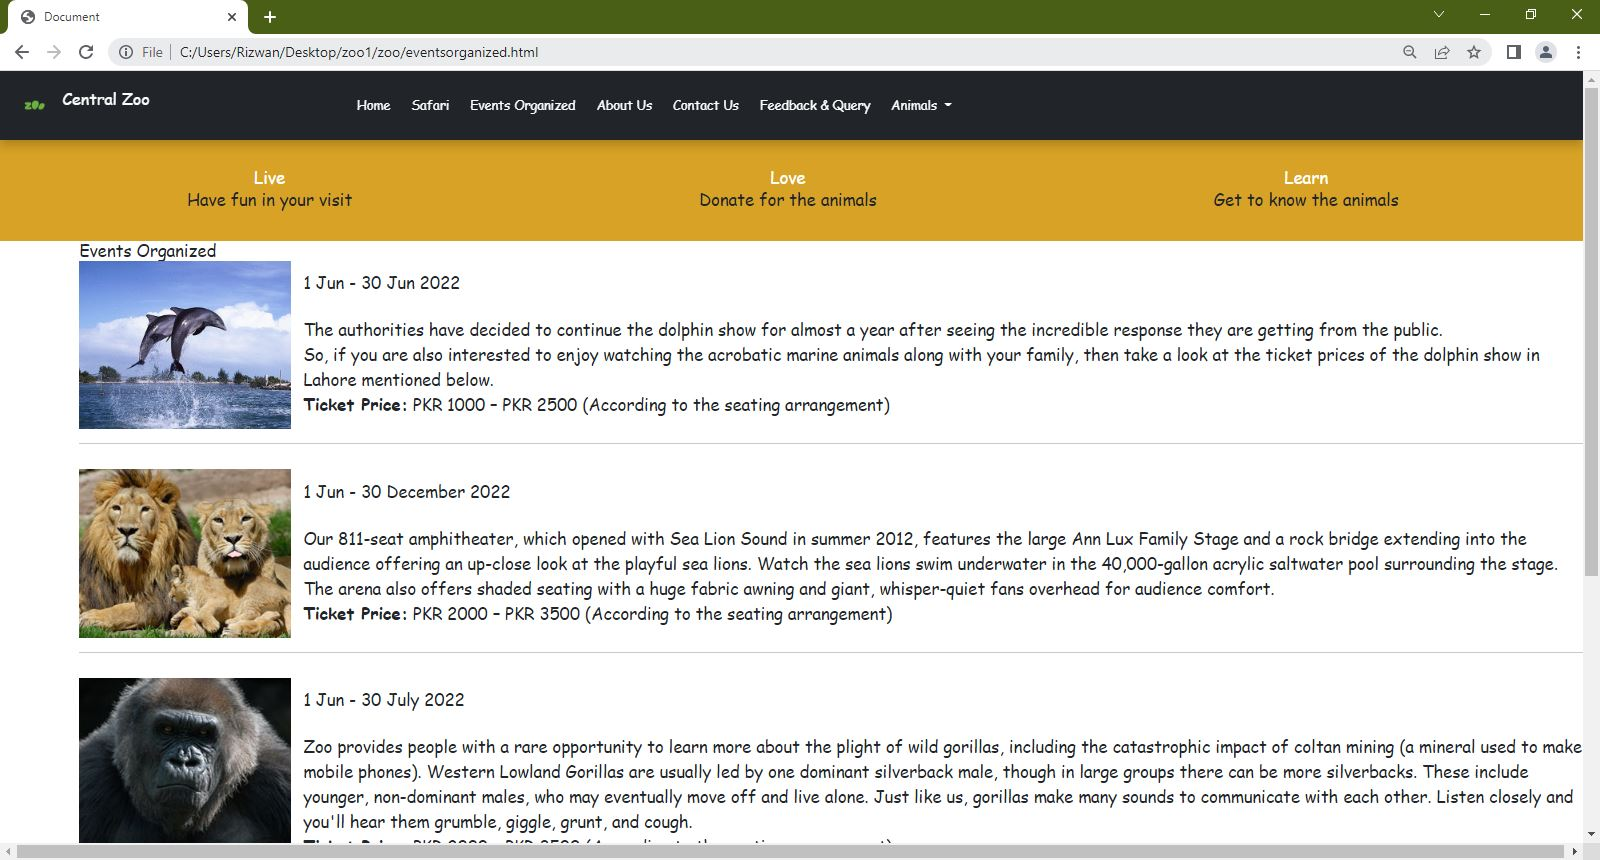 Document
File
C:/Users/Rizwan/Desktop/zoo1/zoo/eventsorganized.html
zoo
Central Zoo
Home
Safari
Events Organized
About Us
Contact Us
Feedback & Query
Animals
Live
Have fun in your visit
Love
Donate for the animals
Learn
Get to know the animals
Events Organized
1 Jun - 30 Jun 2022
The authorities have decided to continue the dolphin show for almost a year after seeing the incredible response they are getting from the public.
So, if you are also interested to enjoy watching the acrobatic marine animals along with your family, then take a look at the ticket prices of the dolphin show in
Lahore mentioned below.
Ticket Price: PKR 1000 – PKR 2500 (According to the seating arrangement)
1 Jun - 30 December 2022
Our 811-seat amphitheater, which opened with Sea Lion Sound in summer 2012, features the large Ann Lux Family Stage and a rock bridge extending into the
audience offering an up-close look at the playful sea lions. Watch the sea lions swim underwater in the 40,000-gallon acrylic saltwater pool surrounding the stage.
The arena also offers shaded seating with a huge fabric awning and giant, whisper-quiet fans overhead for audience comfort.
Ticket Price: PKR 2000 – PKR 3500 (According to the seating arrangement)
1 Jun - 30 July 2022
Zoo provides people with a rare opportunity to learn more about the plight of wild gorillas, including the catastrophic impact of coltan mining (a mineral used to make
mobile phones). Western Lowland Gorillas are usually led by one dominant silverback male, though in large groups there can be more silverbacks. These include
younger, non-dominant males, who may eventually move off and live alone. Just like us, gorillas make many sounds to communicate with each other. Listen closely and
you'll hear them grumble, giggle, grunt, and cough.